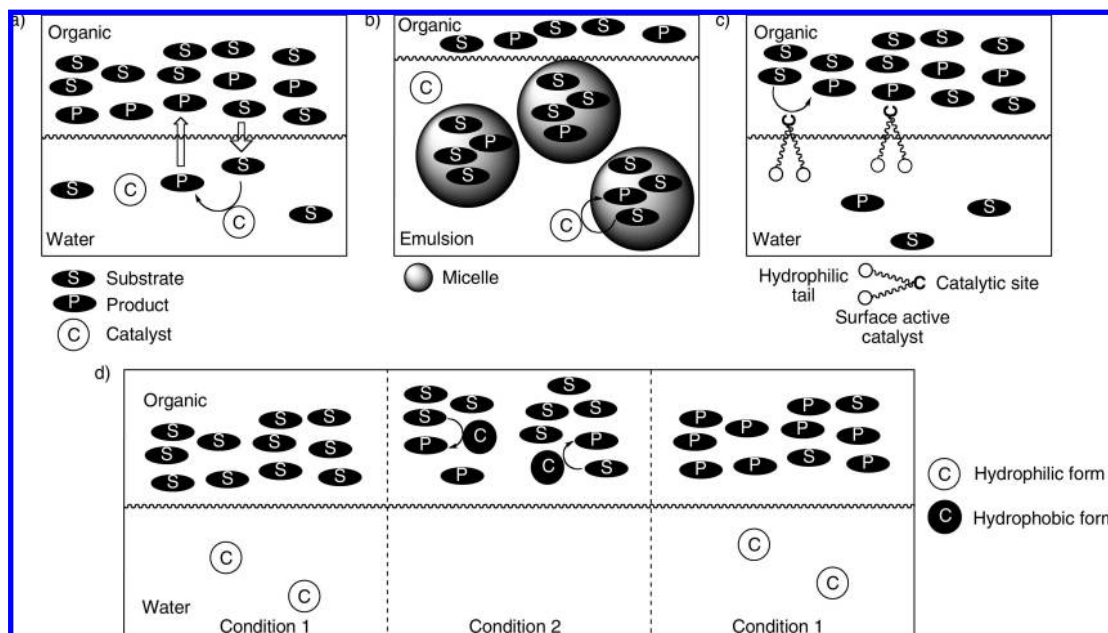 a)
Organic
S S S
S S S P P
S
P P P S S
S
S C P
C S
Water
b)
Organic
S P S S P
C
S P S S
S S S P
S S P S
C
Emulsion
c)
Organic
S S S S
S S P P
S P P S S
C C
P S
S
Water
S Substrate
P Product
C Catalyst
Micelle
Hydrophilic
tail
C Catalytic site
Surface active
catalyst
d)
Organic
S S
S S S S
S
S S S S
C
C
Water
Condition 1
S S
S S S
S S P
P C
P C S
Condition 2
P S
P P P P
P
P P S P
C
C
Condition 1
C Hydrophilic form
C Hydrophobic form